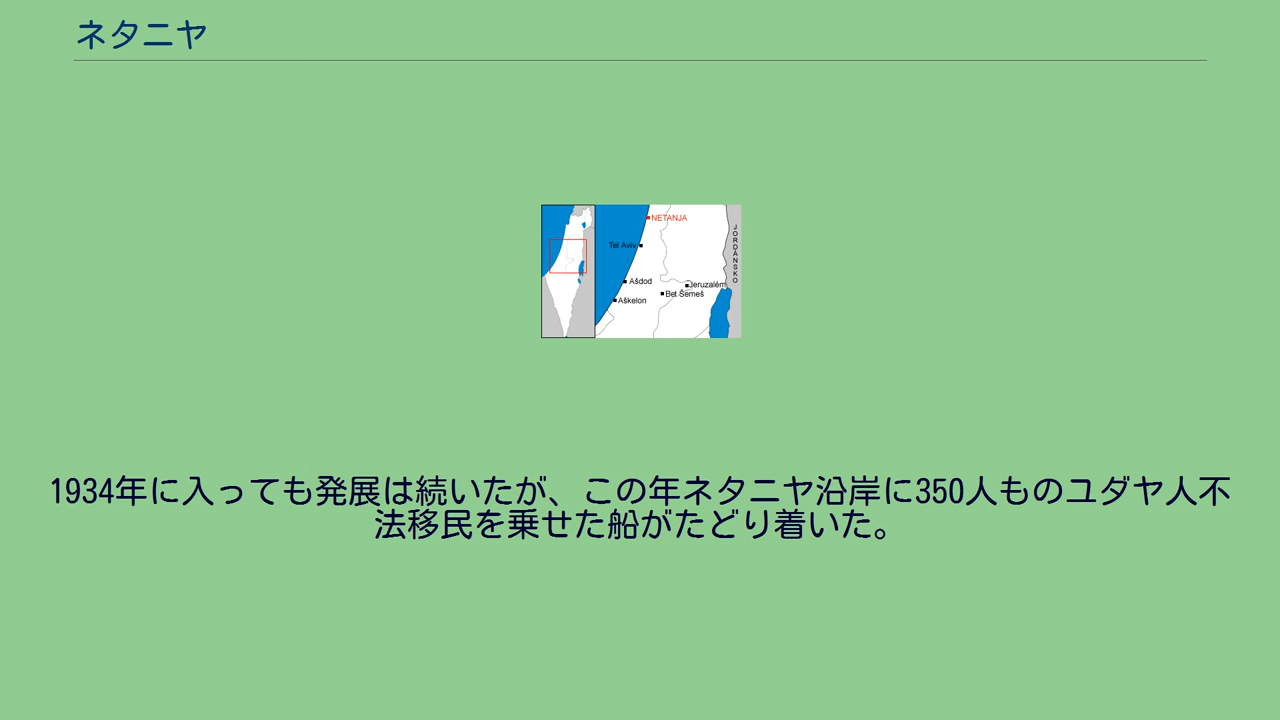 ネタニヤ
NETANJA
Tel Aviv
Ašdod
Jeruzalém
Bet Šemeš
Aškelon
JORDÁNSKO
1934年に入っても発展は続いたが、この年ネタニヤ沿岸に350人ものユダヤ人不
法移民を乗せた船がたどり着いた。